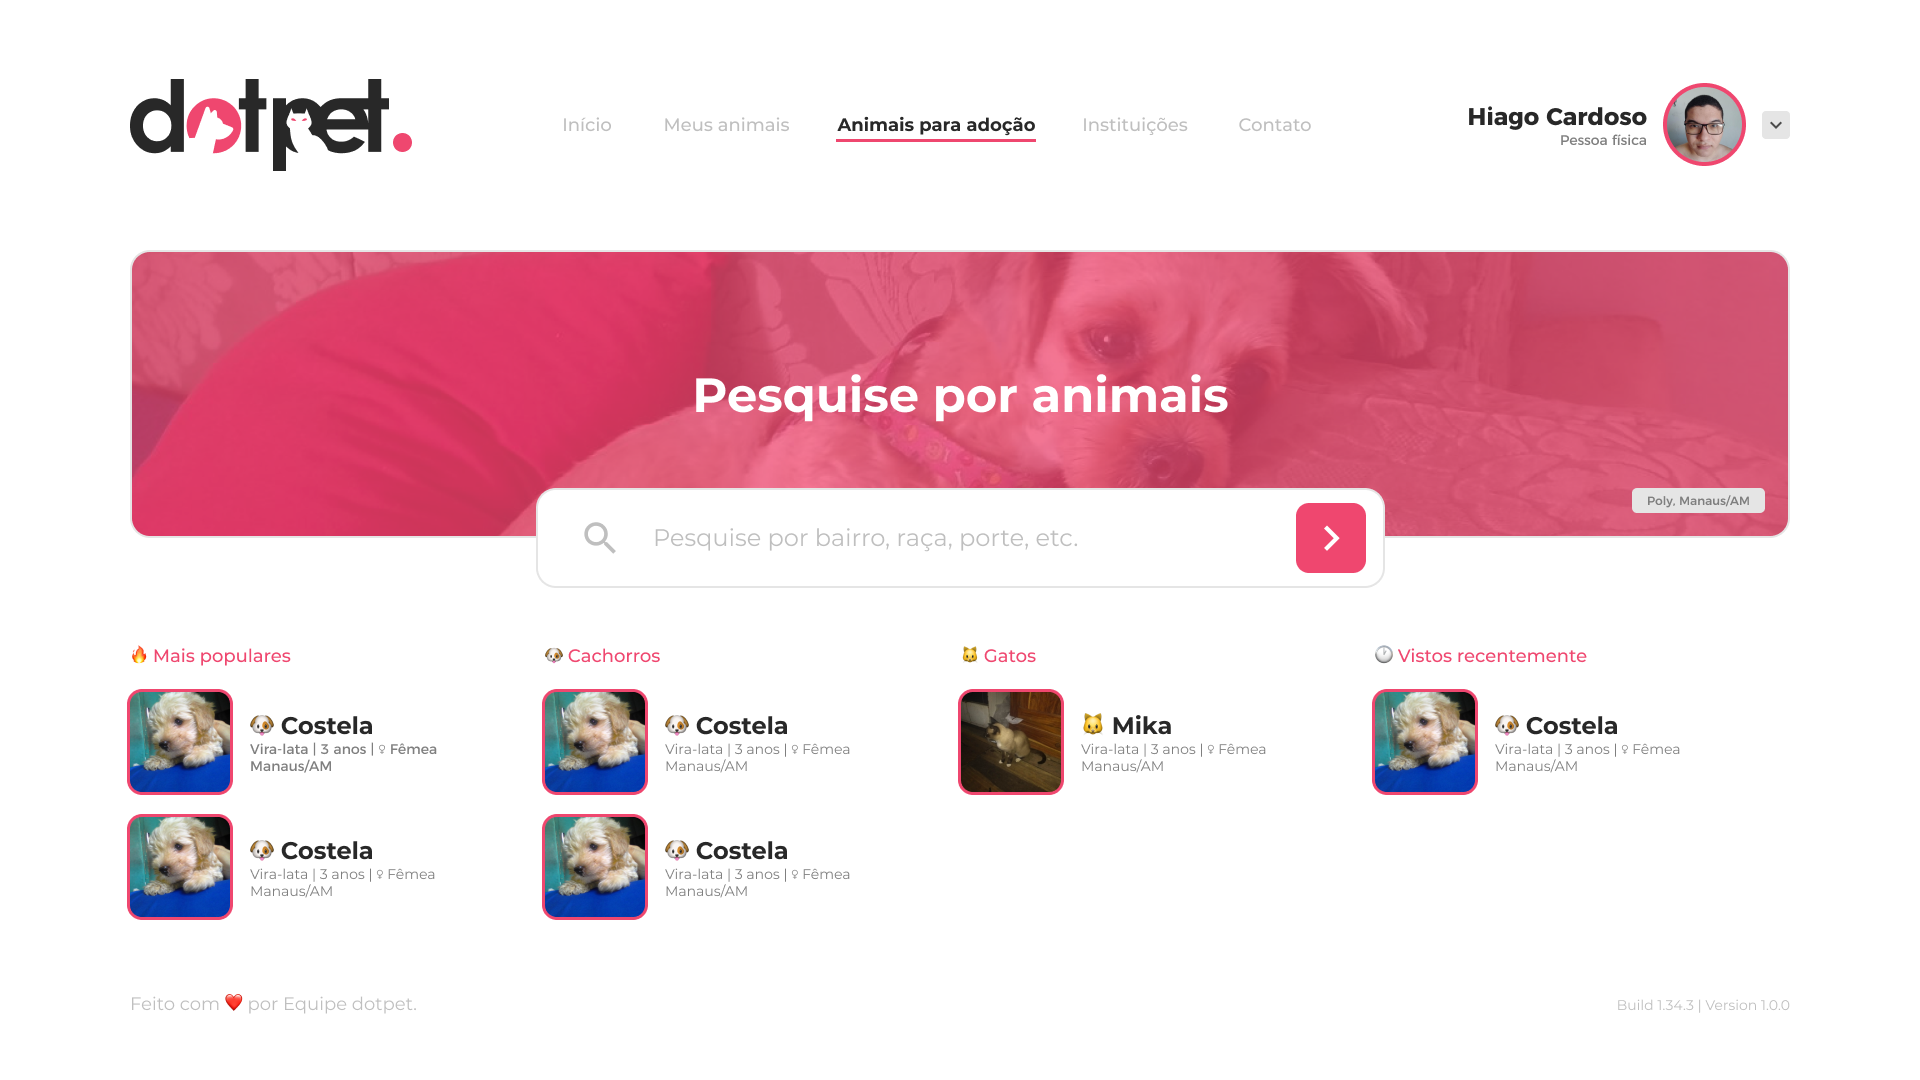 dotpet.
Início
Meus animais
Animais para adoção
Instituições
Contato
Hiago Cardoso
Pessoa física
Pesquise por animais
Poly, Manaus/AM
Pesquise por bairro, raça, porte, etc.
🔥 Mais populares
🐶 Costela
Vira-lata | 3 anos | ♀ Fêmea
Manaus/AM
🐶 Costela
Vira-lata | 3 anos | ♀ Fêmea
Manaus/AM
🐶 Cachorros
🐶 Costela
Vira-lata | 3 anos | ♀ Fêmea
Manaus/AM
🐶 Costela
Vira-lata | 3 anos | ♀ Fêmea
Manaus/AM
🐱 Gatos
🐱 Mika
Vira-lata | 3 anos | ♀ Fêmea
Manaus/AM
🕐 Vistos recentemente
🐶 Costela
Vira-lata | 3 anos | ♀ Fêmea
Manaus/AM
Feito com ❤️ por Equipe dotpet.
Build 1.34.3 | Version 1.0.0